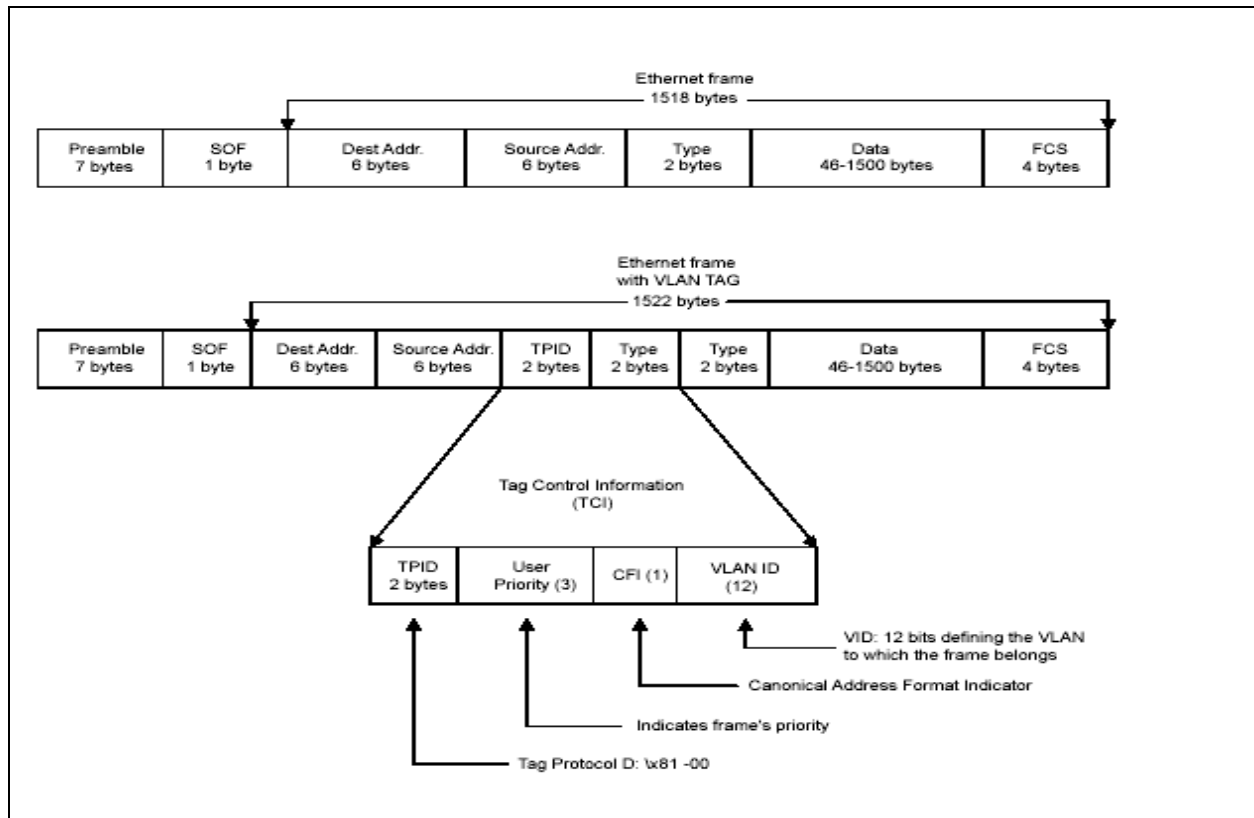 Ethernet frame
1518 bytes
Preamble
7 bytes
SOF
1 byte
Dest Addr.
6 bytes
Source Addr.
6 bytes
Type
2 bytes
Data
46-1500 bytes
FCS
4 bytes
Ethernet frame
with VLAN TAG
1522 bytes
Preamble
7 bytes
SOF
1 byte
Dest Addr.
6 bytes
Source Addr.
6 bytes
TPID
2 bytes
Type
2 bytes
Type
2 bytes
Data
46-1500 bytes
FCS
4 bytes
Tag Control Information
(TCI)
TPID
2 bytes
User
Priority (3)
CFI (1)
VLAN ID
(12)
VID: 12 bits defining the VLAN
to which the frame belongs
Canonical Address Format Indicator
Indicates frame's priority
Tag Protocol D: \x81 -00